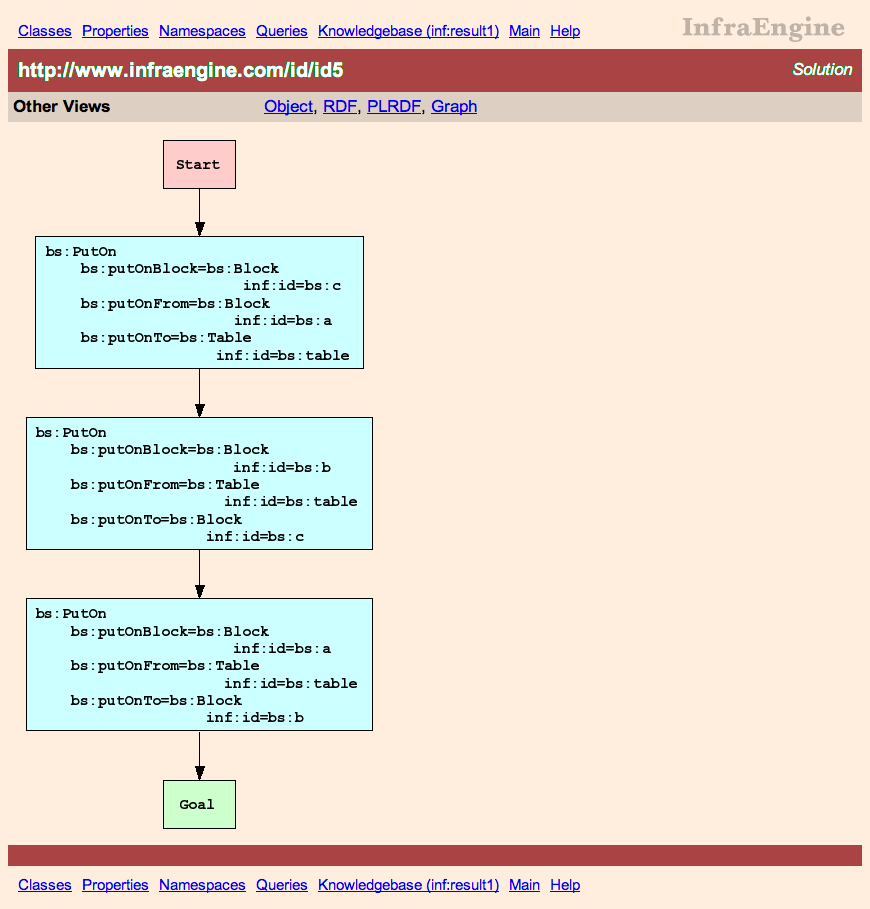 Classes Properties Namespaces Queries Knowledgebase (inf:result1) Main Help InfraEngine
http://www.infraengine.com/id/id5 Solution
Other Views Object, RDF, PLRDF, Graph
Start
bs:PutOn
bs:putOnBlock=bs:Block
inf:id=bs:c
bs:putOnFrom=bs:Block
inf:id=bs:a
bs:putOnTo=bs:Table
inf:id=bs:table
bs:PutOn
bs:putOnBlock=bs:Block
inf:id=bs:b
bs:putOnFrom=bs:Table
inf:id=bs:table
bs:putOnTo=bs:Block
inf:id=bs:c
bs:PutOn
bs:putOnBlock=bs:Block
inf:id=bs:a
bs:putOnFrom=bs:Table
inf:id=bs:table
bs:putOnTo=bs:Block
inf:id=bs:b
Goal
Classes Properties Namespaces Queries Knowledgebase (inf:result1) Main Help